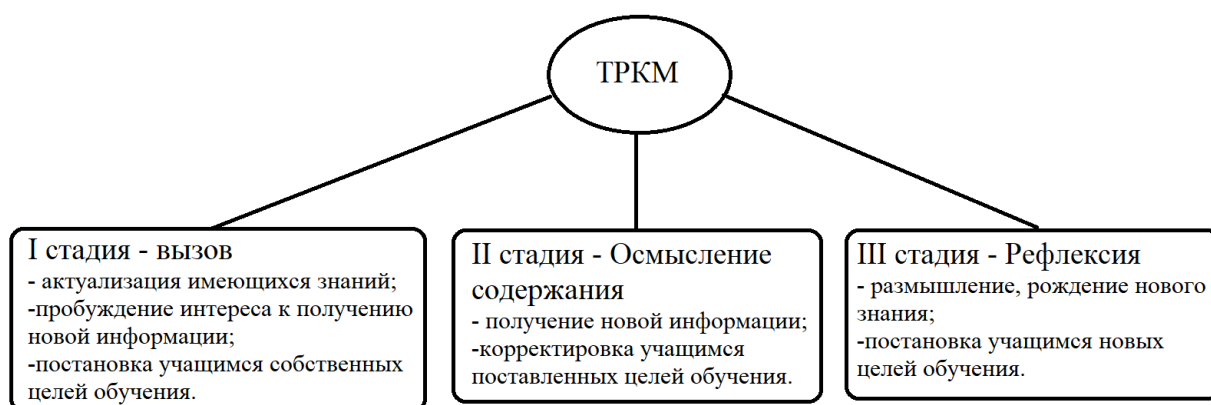 ТРКМ
I стадия - вызов
- актуализация имеющихся знаний;
-пробуждение интереса к получению
новой информации;
-постановка учащимся собственных
целей обучения.
II стадия - Осмысление
содержания
- получение новой информации;
-корректировка учащимся
поставленных целей обучения.
III стадия - Рефлексия
- размышление, рождение нового
знания;
-постановка учащимся новых
целей обучения.